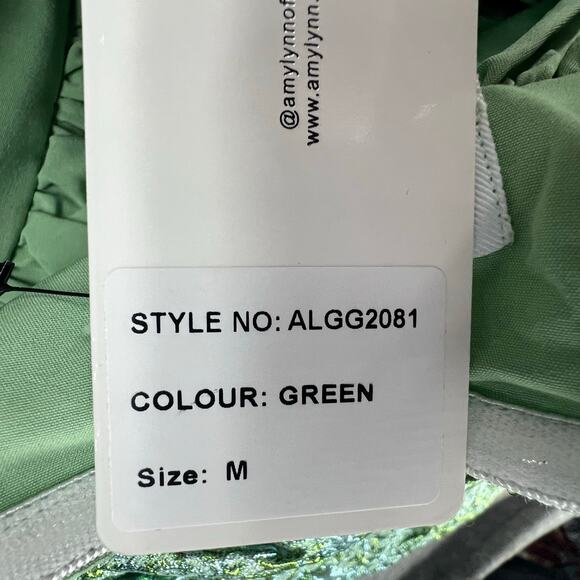 @amylynnof
www.amylynn.
STYLE NO: ALGG2081
COLOUR: GREEN
Size: M